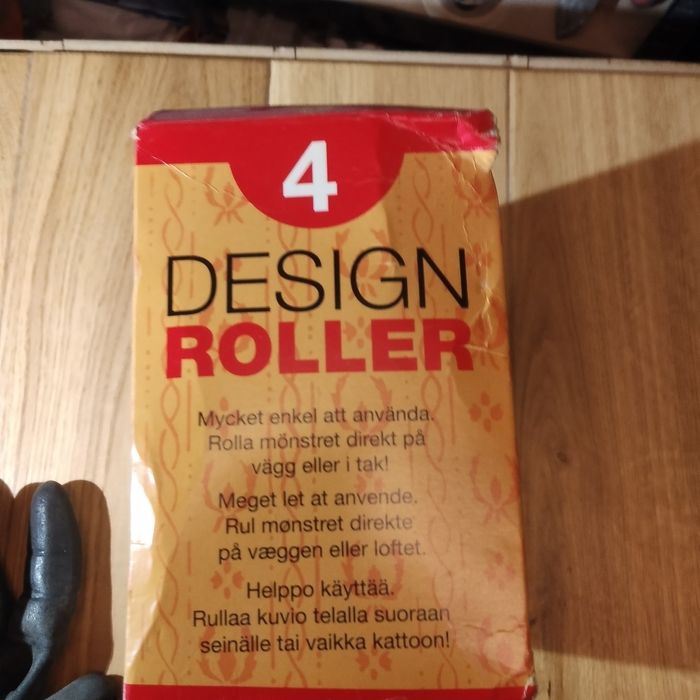 4
DESIGN
ROLLER
Mycket enkel att använda.
Rolla mönstret direkt på
vägg eller i tak!
Meget let at anvende.
Rul mønstret direkte
på væggen eller loftet.
Helppo käyttää.
Rullaa kuvio telalla suoraan
seinälle tai vaikka kattoon!